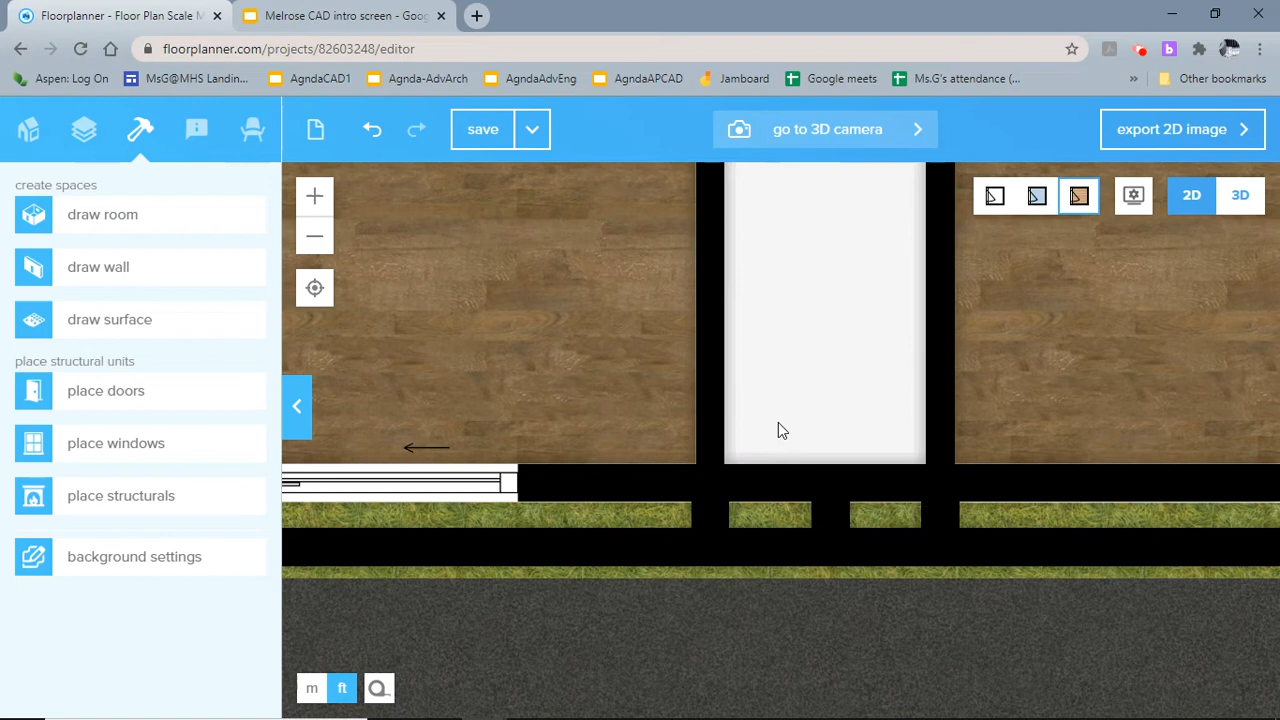 Floorplanner - Floor Plan Scale M
Melrose CAD intro screen - Goog
floorplanner.com/projects/82603248/editor
Aspen: Log On
MsG@MHS Landin...
AgndaCAD1
Agnda-AdvArch
AgndaAdvEng
AgndaAPCAD
Jamboard
Google meets
Ms.G's attendance (...
»
Other bookmarks
save
go to 3D camera
export 2D image
create spaces
draw room
draw wall
draw surface
place structural units
place doors
place windows
place structurals
background settings
2D
3D
m
ft